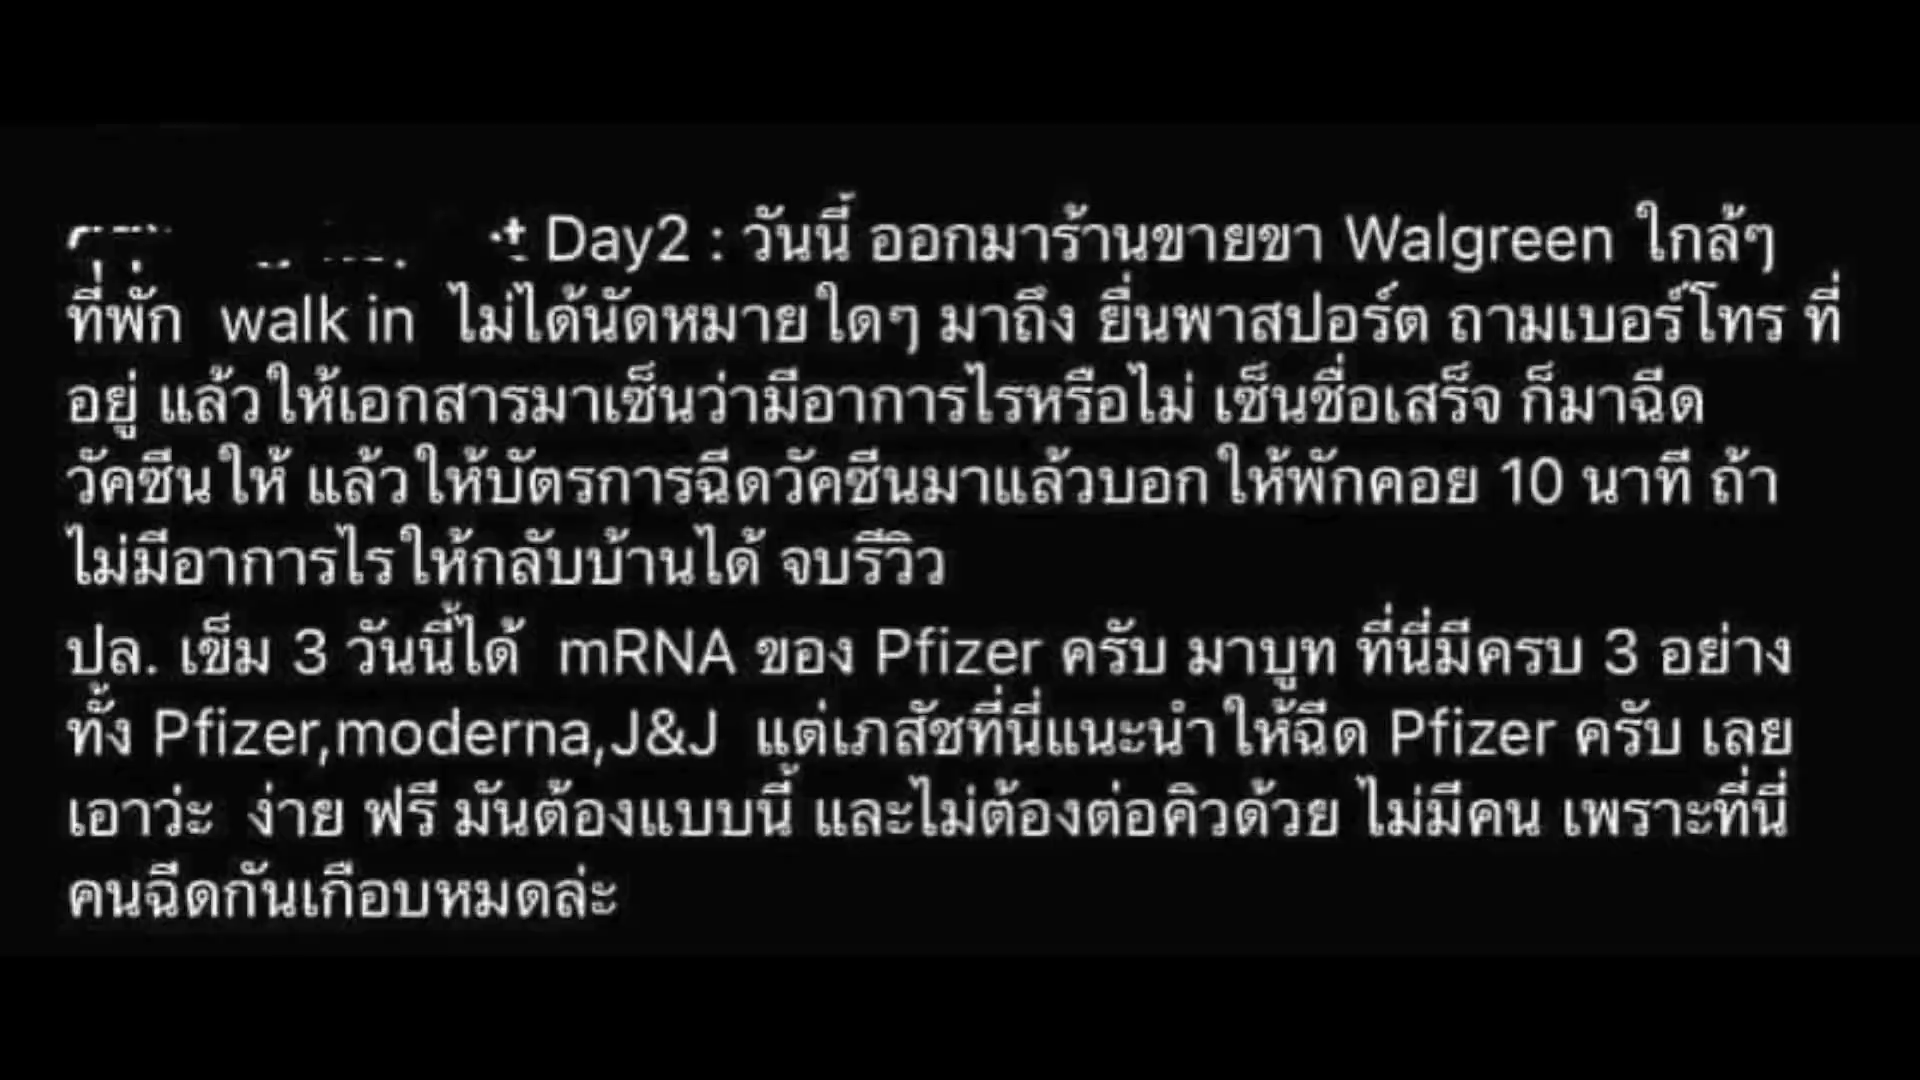 Day2 : วันนี้ ออกมาร้านขายขา Walgreen ใกล้ๆ
ที่พัก walk in ไม่ได้นัดหมายใดๆ มาถึง ยื่นพาสปอร์ต ถามเบอร์โทร ที่
อยู่ แล้วให้เอกสารมาเซ็นว่ามีอาการไรหรือไม่ เซ็นชื่อเสร็จ ก็มาฉีด
วัคซีนให้ แล้วให้บัตรการฉีดวัคซีนมาแล้วบอกให้พักคอย 10 นาที ถ้า
ไม่มีอาการไรให้กลับบ้านได้ จบรีวิว
ปล. เข็ม 3 วันนี้ได้ mRNA ของ Pfizer ครับ มาบูท ที่นี่มีครบ 3 อย่าง
ทั้ง Pfizer,moderna,J&J แต่เภสัชที่นี่แนะนำให้ฉีด Pfizer ครับ เลย
เอาว่ะ ง่าย ฟรี มันต้องแบบนี้ และไม่ต้องต่อคิวด้วย ไม่มีคน เพราะที่นี่
คนฉีดกันเกือบหมดล่ะ